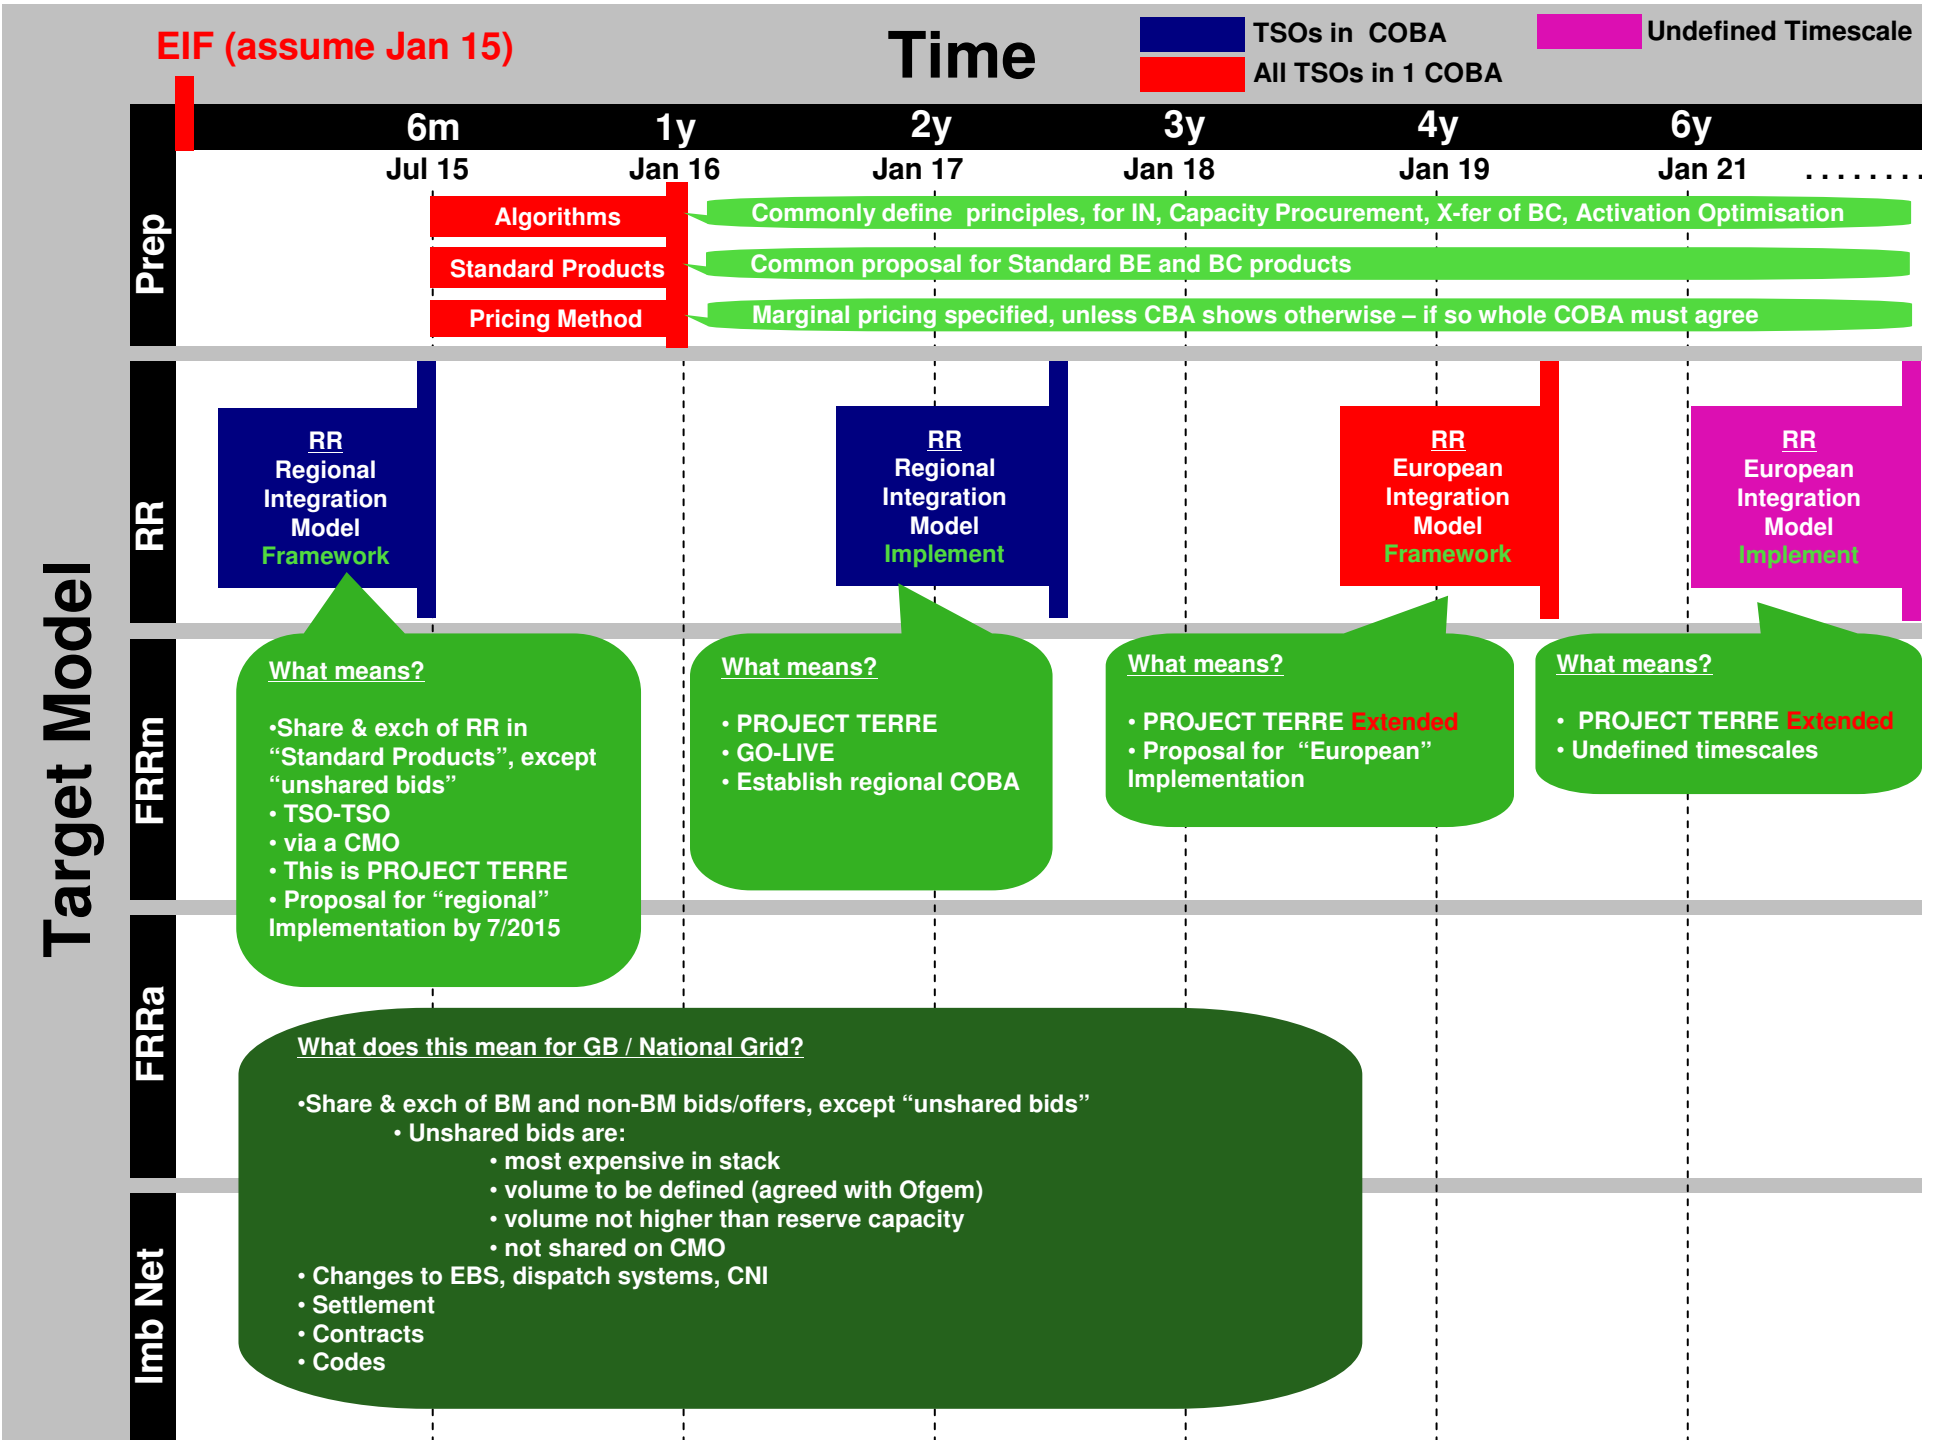 EIF (assume Jan 15)
Time
TSOs in  COBA
All TSOs in 1 COBA
Undefined Timescale
6m
1y
2y
3y
4y
6y
Jul 15
Jan 16
Jan 17
Jan 18
Jan 19
Jan 21
. . . . . . . .
Target Model
Prep
Algorithms
Commonly define  principles, for IN, Capacity Procurement, X-fer of BC, Activation Optimisation
Standard Products
Common proposal for Standard BE and BC products
Pricing Method
Marginal pricing specified, unless CBA shows otherwise – if so whole COBA must agree
RR
RR
Regional
Integration
Model
Framework
RR
Regional
Integration
Model
Implement
RR
European
Integration
Model
Framework
RR
European
Integration
Model
Implement
FRRm
What means?
•Share & exch of RR in
“Standard Products”, except
“unshared bids”
• TSO-TSO
• via a CMO
• This is PROJECT TERRE
• Proposal for “regional”
Implementation by 7/2015
What means?
• PROJECT TERRE
• GO-LIVE
• Establish regional COBA
What means?
• PROJECT TERRE Extended
• Proposal for  “European”
Implementation
What means?
•  PROJECT TERRE Extended
• Undefined timescales
FRRa
What does this mean for GB / National Grid?
•Share & exch of BM and non-BM bids/offers, except “unshared bids”
• Unshared bids are:
• most expensive in stack
• volume to be defined (agreed with Ofgem)
• volume not higher than reserve capacity
• not shared on CMO
• Changes to EBS, dispatch systems, CNI
• Settlement
• Contracts
• Codes
Imb Net